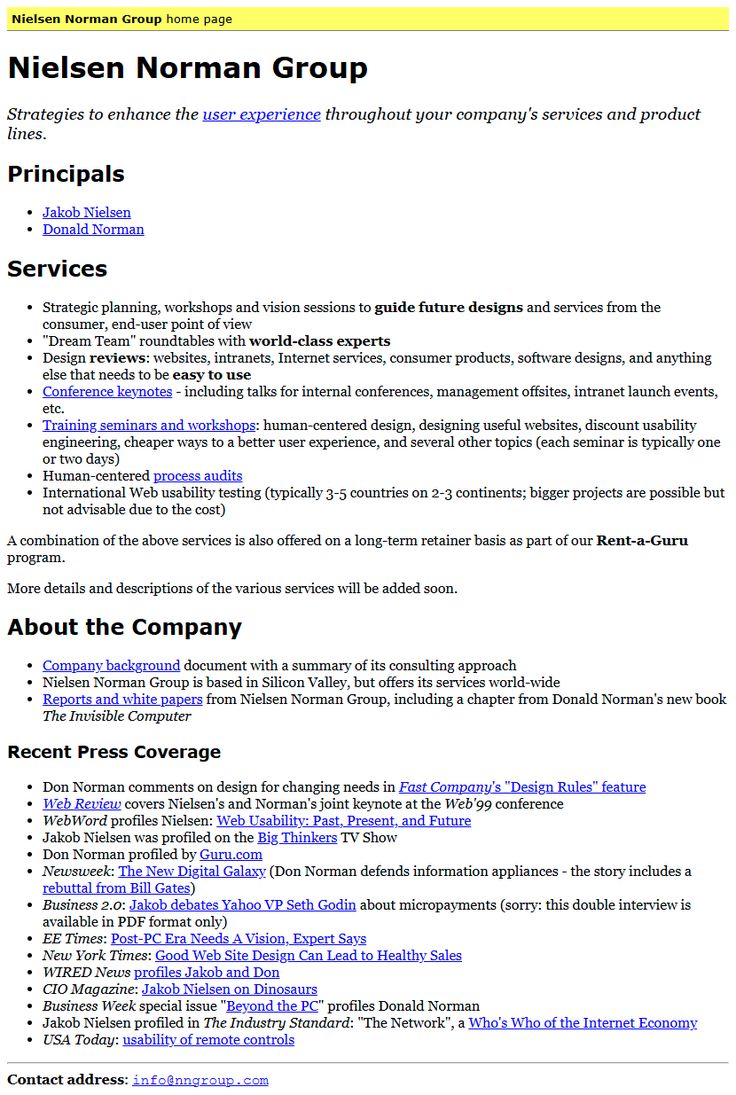 Nielsen Norman Group home page
Nielsen Norman Group
Strategies to enhance the user experience throughout your company's services and product
lines.
Principals
• Jakob Nielsen
• Donald Norman
Services
• Strategic planning, workshops and vision sessions to guide future designs and services from the
consumer, end-user point of view
• "Dream Team" roundtables with world-class experts
• Design reviews: websites, intranets, Internet services, consumer products, software designs, and anything
else that needs to be easy to use
• Conference keynotes - including talks for internal conferences, management offsites, intranet launch events,
etc.
• Training seminars and workshops: human-centered design, designing useful websites, discount usability
engineering, cheaper ways to a better user experience, and several other topics (each seminar is typically one
or two days)
• Human-centered process audits
• International Web usability testing (typically 3-5 countries on 2-3 continents; bigger projects are possible but
not advisable due to the cost)
A combination of the above services is also offered on a long-term retainer basis as part of our Rent-a-Guru
program.
More details and descriptions of the various services will be added soon.
About the Company
• Company background document with a summary of its consulting approach
• Nielsen Norman Group is based in Silicon Valley, but offers its services world-wide
• Reports and white papers from Nielsen Norman Group, including a chapter from Donald Norman's new book
The Invisible Computer
Recent Press Coverage
• Don Norman comments on design for changing needs in Fast Company's "Design Rules" feature
• Web Review covers Nielsen's and Norman's joint keynote at the Web'99 conference
• WebWord profiles Nielsen: Web Usability: Past, Present, and Future
• Jakob Nielsen was profiled on the Big Thinkers TV Show
• Don Norman profiled by Guru.com
• Newsweek: The New Digital Galaxy (Don Norman defends information appliances - the story includes a
rebuttal from Bill Gates)
• Business 2.0: Jakob debates Yahoo VP Seth Godin about micropayments (sorry: this double interview is
available in PDF format only)
• EE Times: Post-PC Era Needs A Vision, Expert Says
• New York Times: Good Web Site Design Can Lead to Healthy Sales
• WIRED News profiles Jakob and Don
• CIO Magazine: Jakob Nielsen on Dinosaurs
• Business Week special issue "Beyond the PC" profiles Donald Norman
• Jakob Nielsen profiled in The Industry Standard: "The Network", a Who's Who of the Internet Economy
• USA Today: usability of remote controls
Contact address: info@nngroup.com